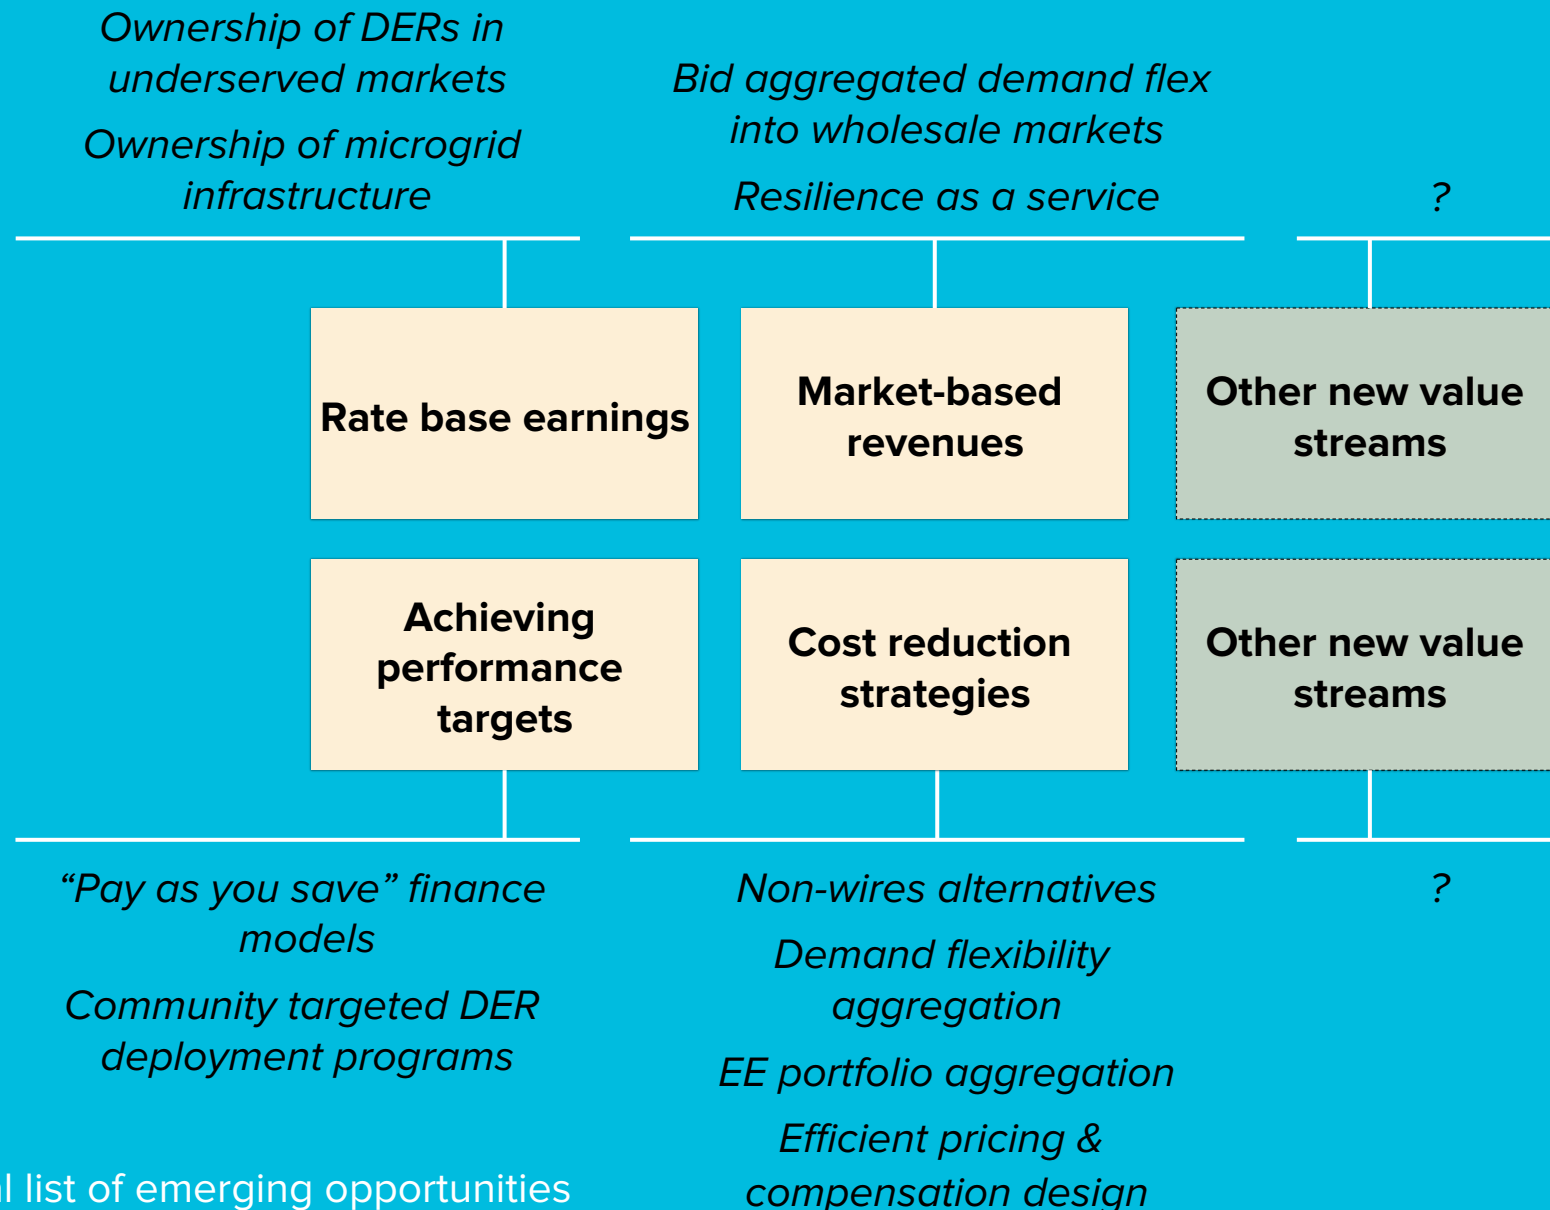 Ownership of DERs in
underserved markets
Ownership of microgrid
infrastructure
Bid aggregated demand flex
into wholesale markets
Resilience as a service
?
Rate base earnings
Market-based
revenues
Other new value
streams
Achieving
performance
targets
Cost reduction
strategies
Other new value
streams
“Pay as you save” finance
models
Community targeted DER
deployment programs
Non-wires alternatives
Demand flexibility
aggregation
EE portfolio aggregation
Efficient pricing &
compensation design
?
list of emerging opportunities